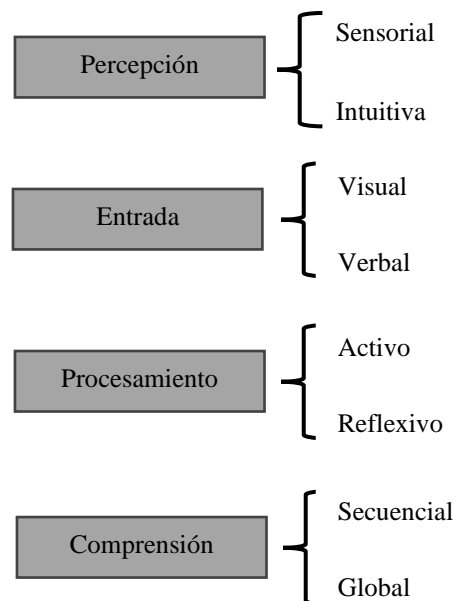 Percepción
Sensorial
Intuitiva
Entrada
Visual
Verbal
Procesamiento
Activo
Reflexivo
Comprensión
Secuencial
Global